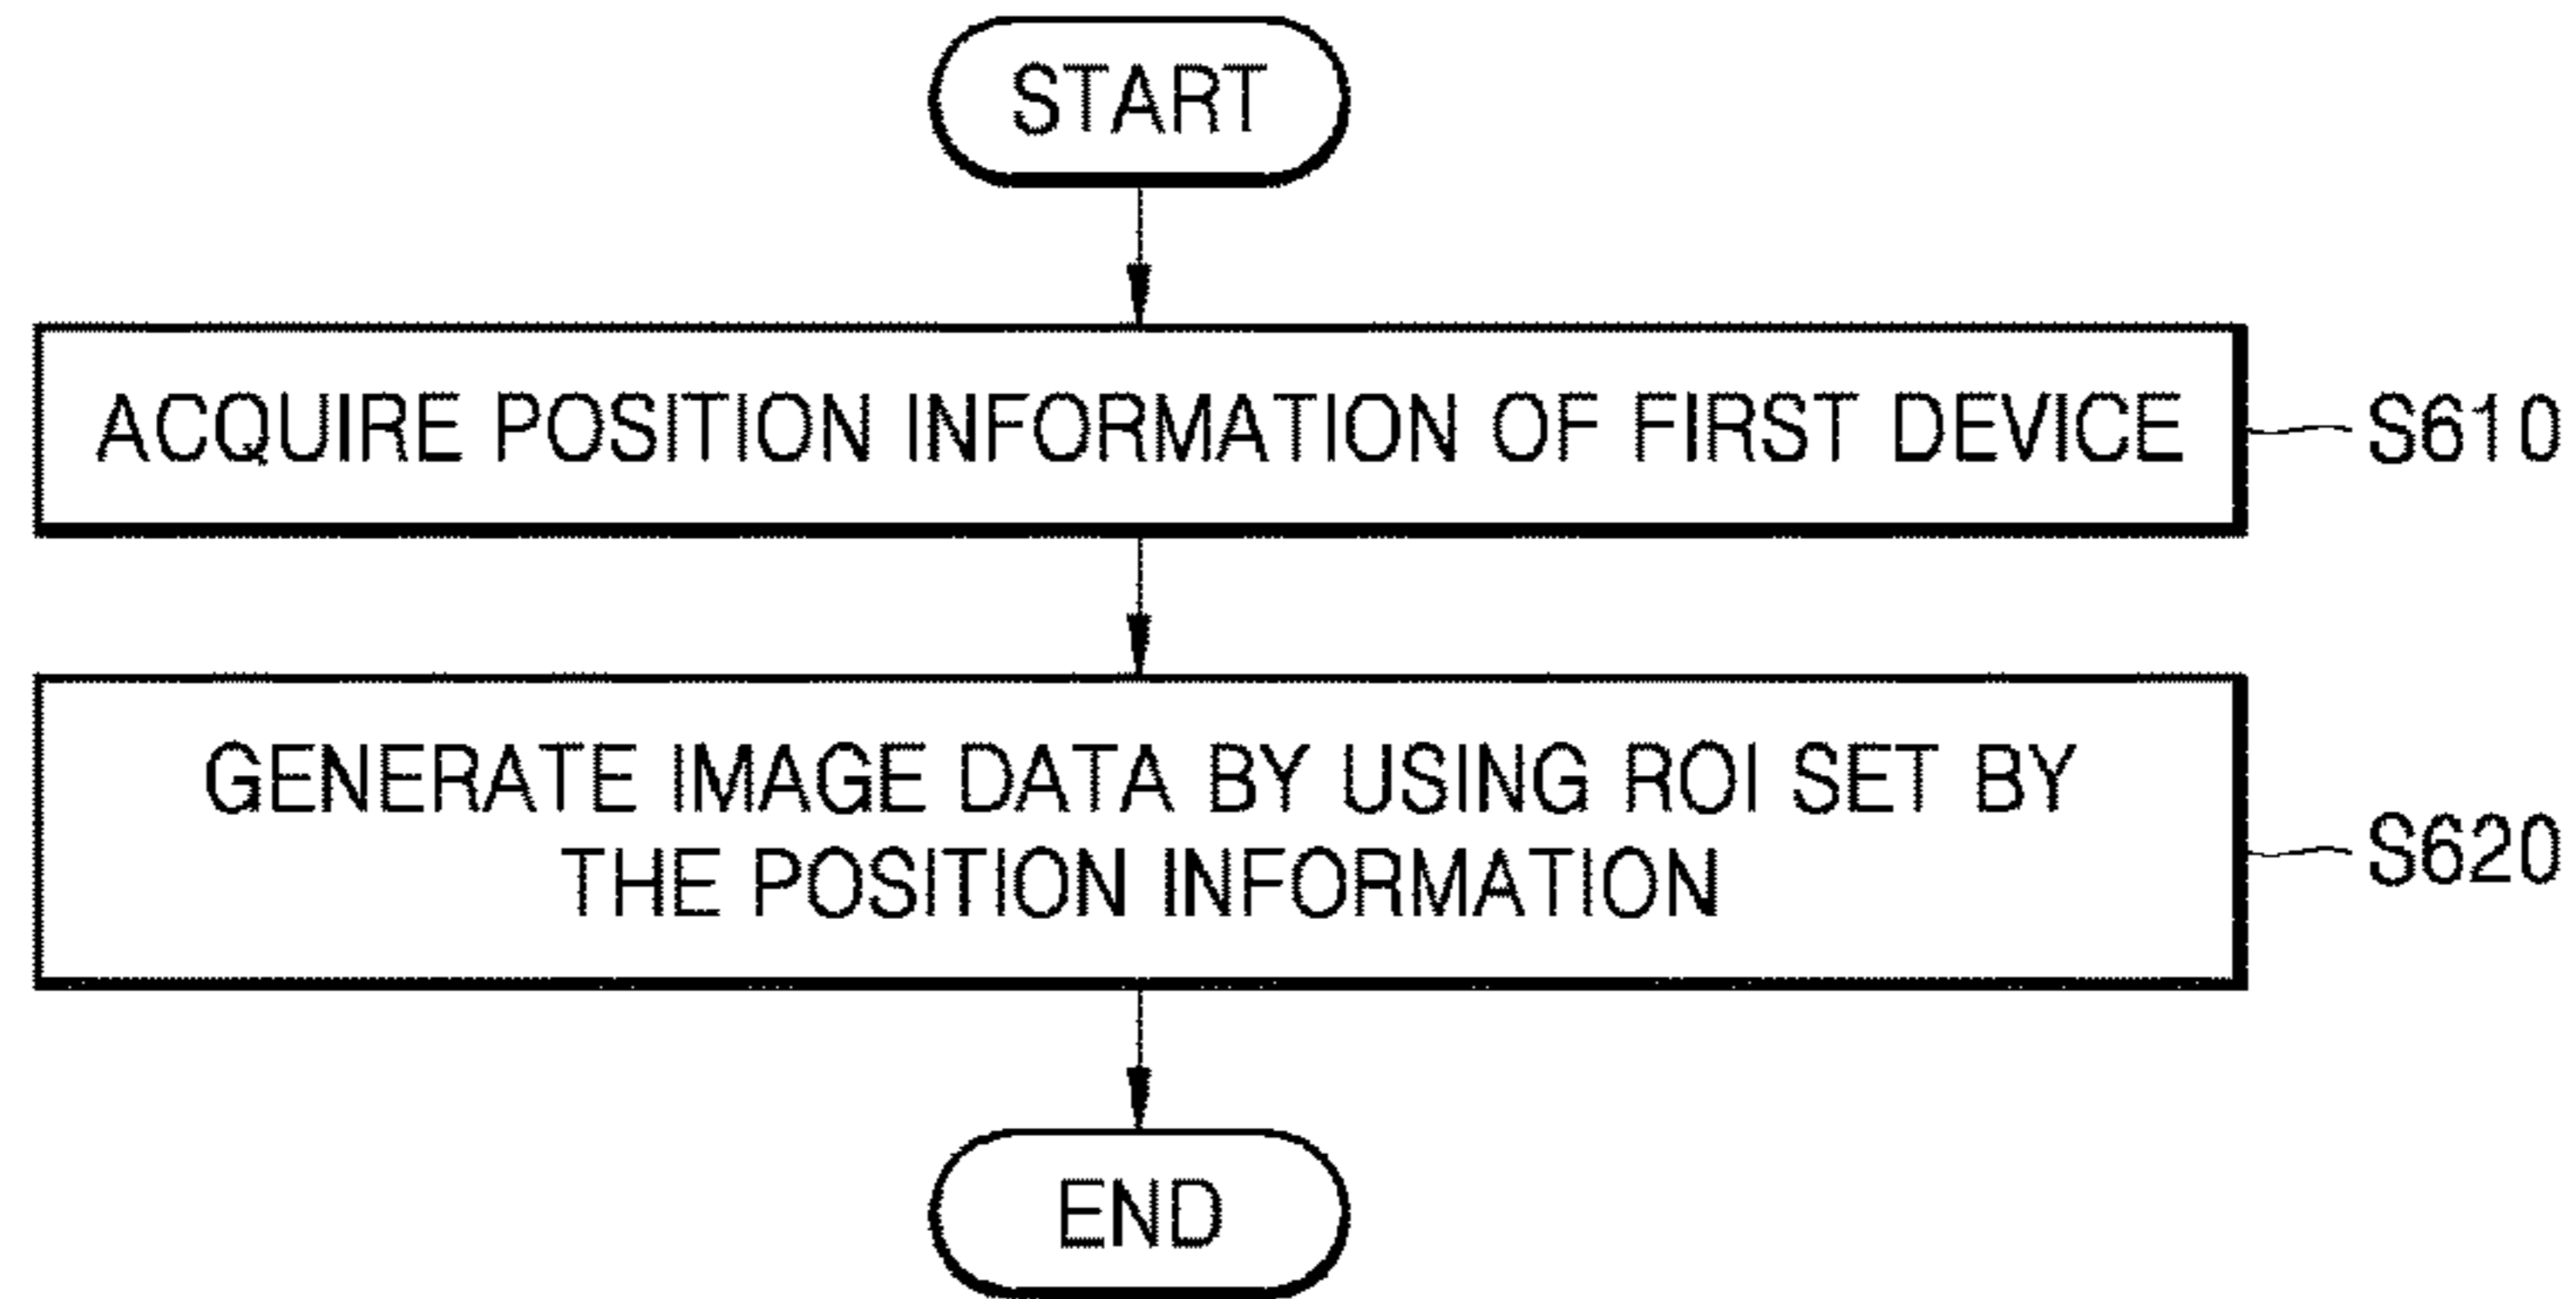 START
ACQUIRE POSITION INFORMATION OF FIRST DEVICE
S610
GENERATE IMAGE DATA BY USING ROI SET BY
THE POSITION INFORMATION
S620
END